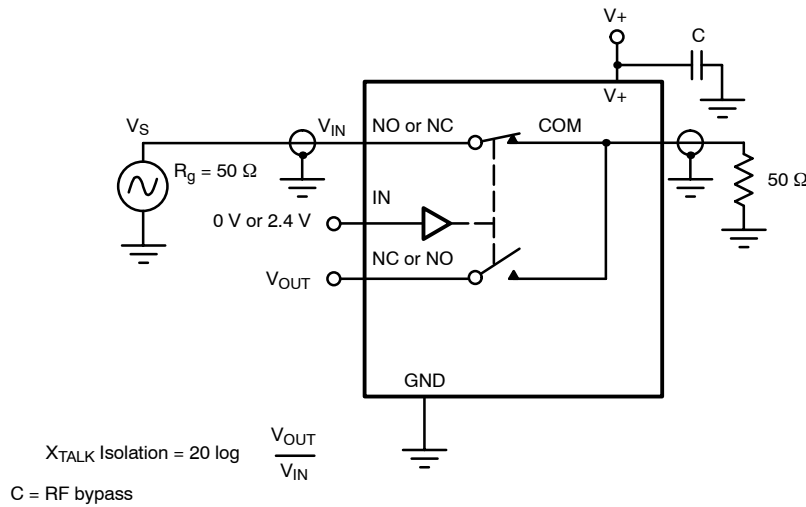 V+
C
V+
VS
VIN
NO or NC
COM
Rg = 50 Ω
50 Ω
IN
0 V or 2.4 V
NC or NO
VOUT
GND
XTALK Isolation = 20 log VOUT
VIN
C = RF bypass